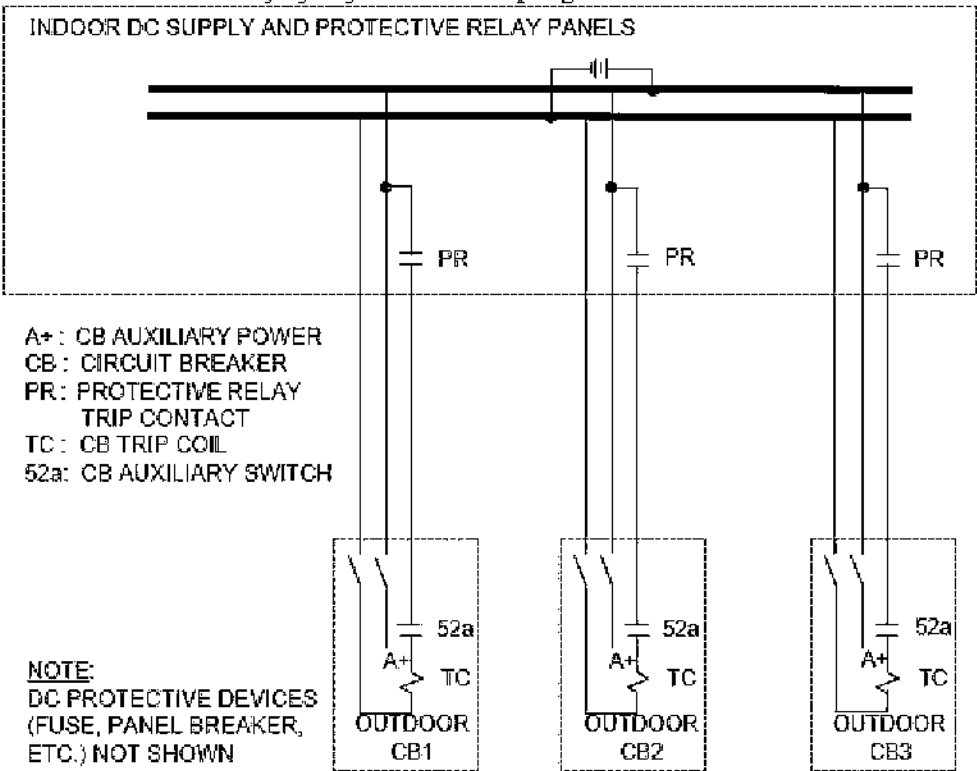 INDOOR DC SUPPLY AND PROTECTIVE RELAY PANELS
PR
PR
PR
A+ : CB AUXILIARY POWER
CB : CIRCUIT BREAKER
PR : PROTECTIVE RELAY
TRIP CONTACT
TC : CB TRIP COIL
52a: CB AUXILIARY SWITCH
52a
52a
52a
A+
TC
A+
TC
A+
TC
NOTE:
DC PROTECTIVE DEVICES
(FUSE, PANEL BREAKER,
ETC.) NOT SHOWN
OUTDOOR
CB1
OUTDOOR
CB2
OUTDOOR
CB3